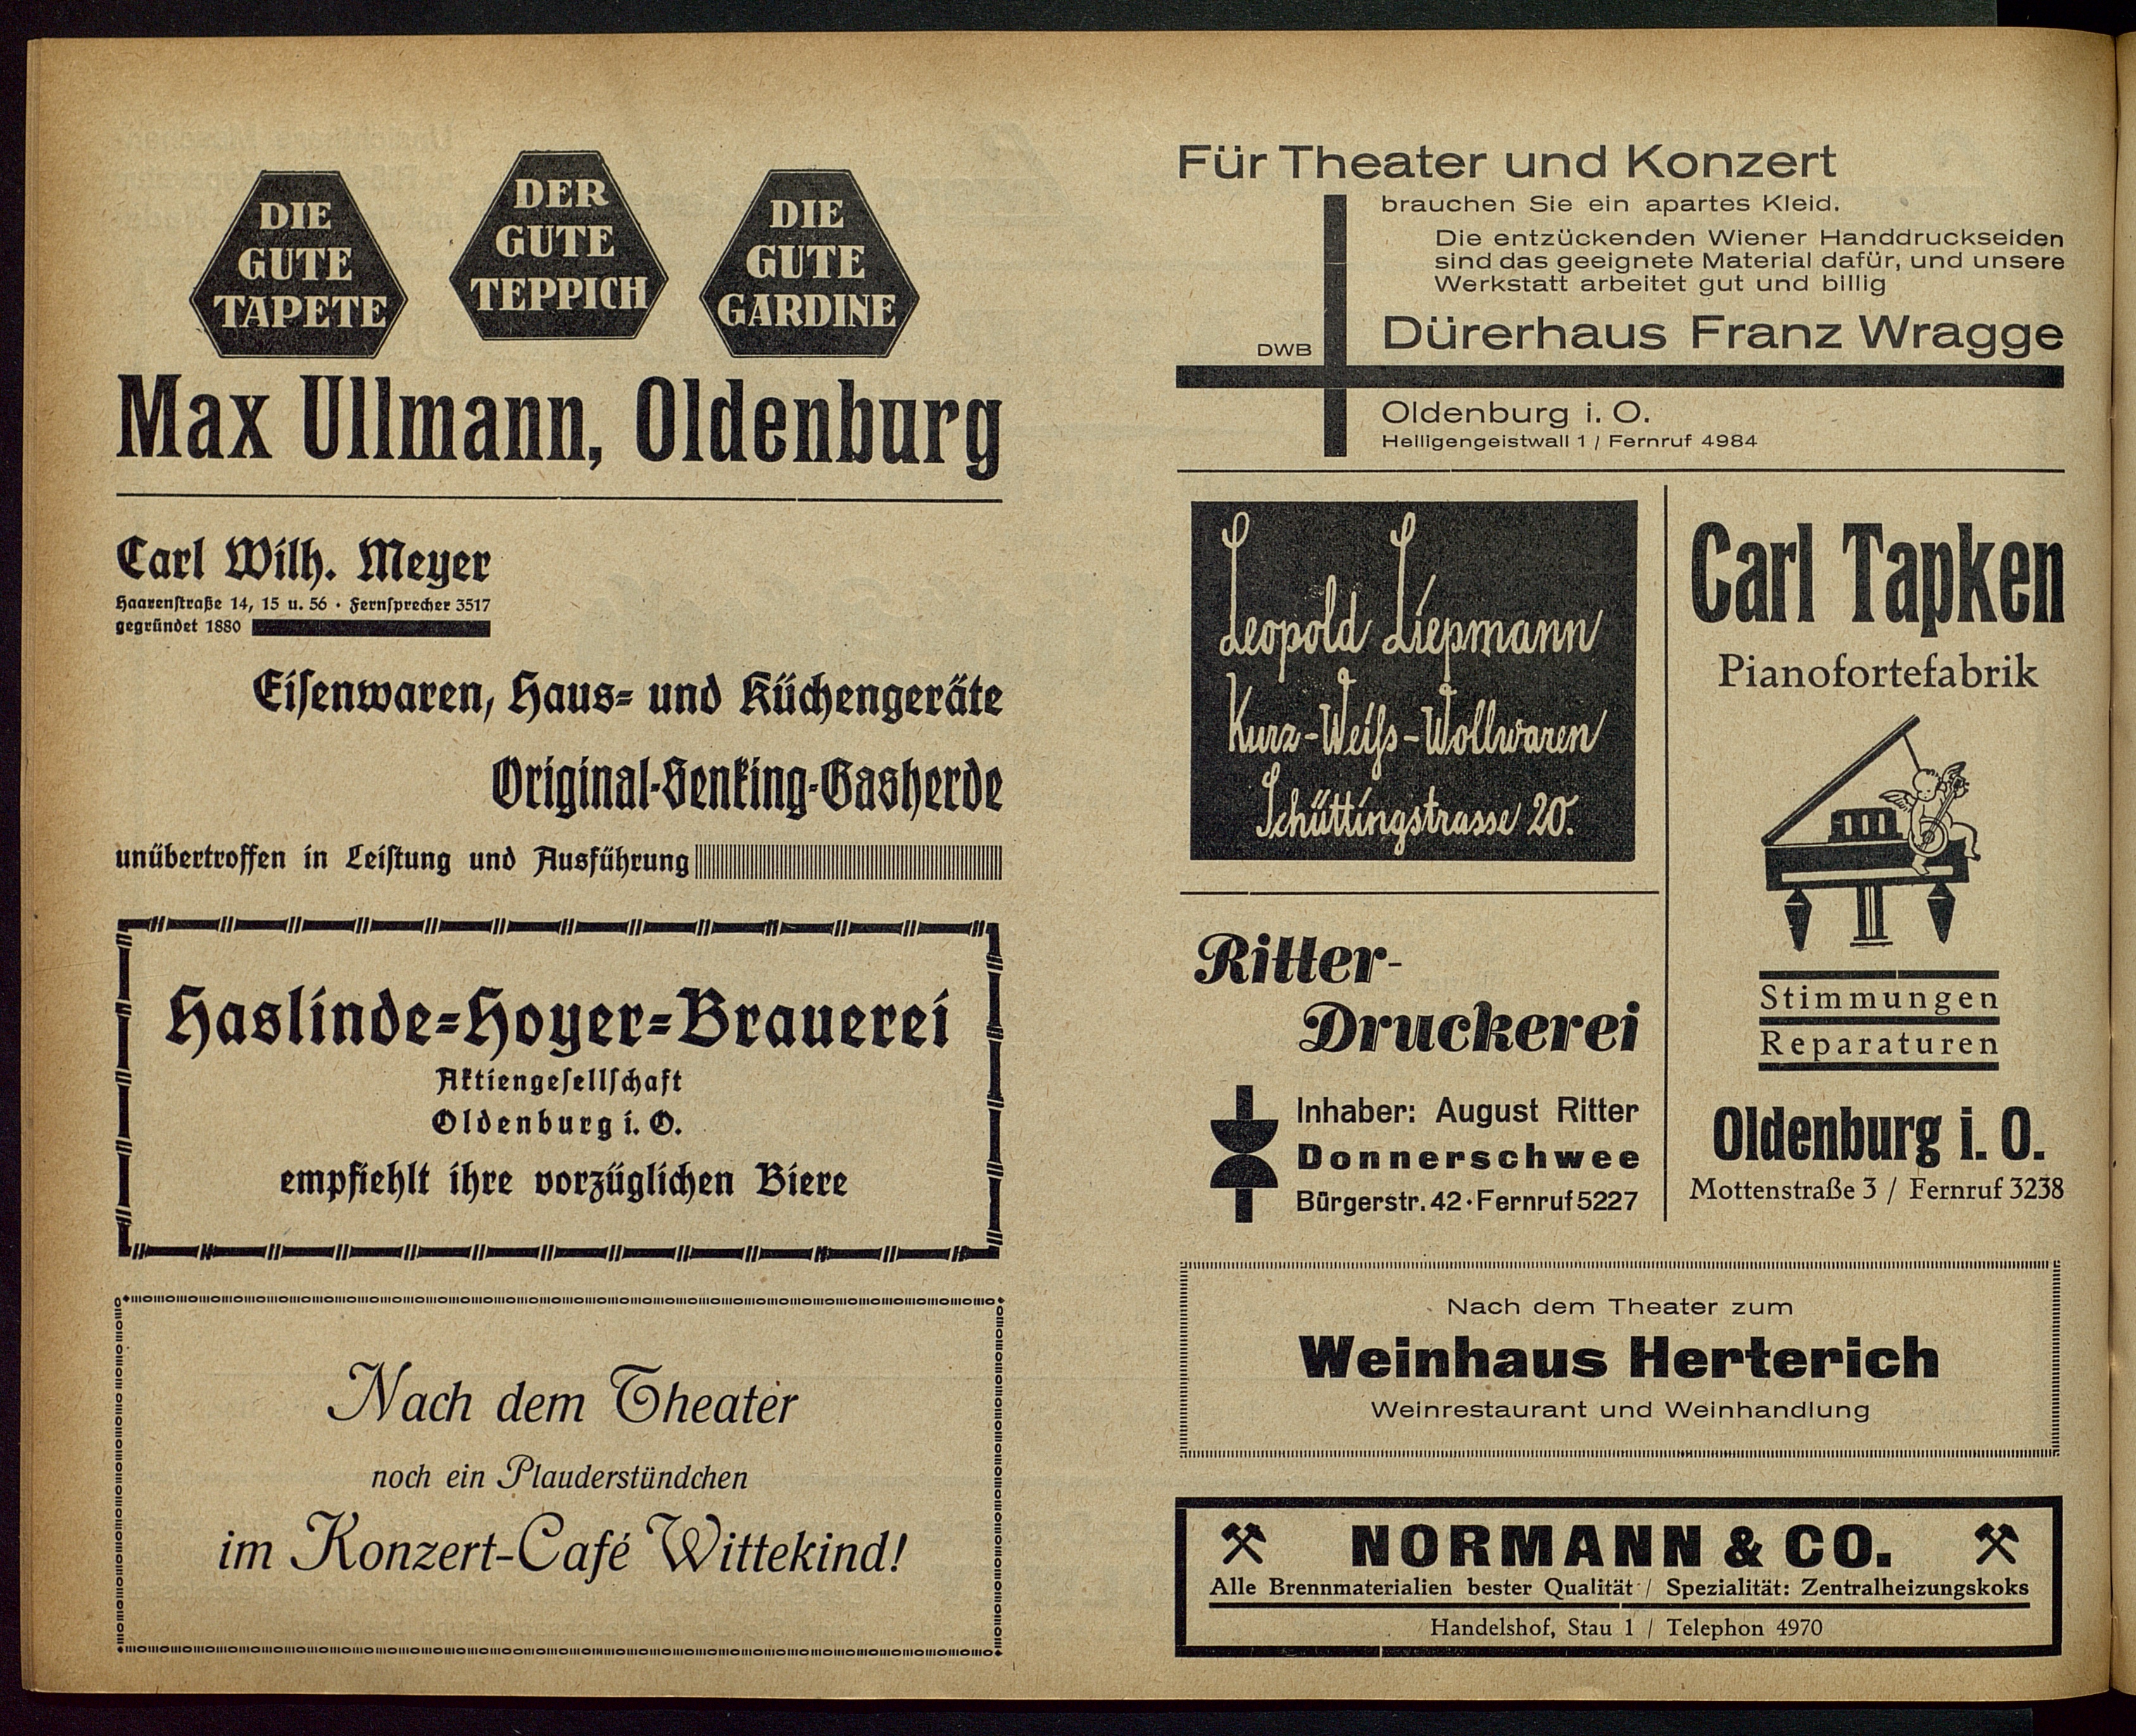 DIE
GUTE
TAPETE
DER
GUTE
TEPPICH
DIE
GUTE
GARDINE
Max Ullmann, Oldenburg
Carl Wilh. Meyer
Haarenſtraße 14, 15 u. 56 · Fernſprecher 3517
gegründet 1880
Eiſenwaren, Haus- und Küchengeräte
Original-Senking-Gasherde
unübertroffen in Leiſtung und Ausführung
Haslinde-Hoyer-Brauerei
Aktiengeſellſchaft
Oldenburg i. O.
empfiehlt ihre vorzüglichen Biere
Nach dem Theater
noch ein Plauderstündchen
im Konzert-Café Wittekind!
Für Theater und Konzert
brauchen Sie ein apartes Kleid.
Die entzückenden Wiener Handdruckseiden
sind das geeignete Material dafür, und unsere
Werkstatt arbeitet gut und billig
DWB
Dürerhaus Franz Wragge
Oldenburg i. O.
Heiligengeistwall 1 / Fernruf 4984
Leopold Liepmann
Kurz-Weiſs-Wollwaren
Schüttingstrasse 20.
Ritter-
Druckerei
Inhaber: August Ritter
Donnerschwee
Bürgerstr. 42 · Fernruf 5227
Carl Tapken
Pianofortefabrik
Stimmungen
Reparaturen
Oldenburg i. O.
Mottenstraße 3 / Fernruf 3238
Nach dem Theater zum
Weinhaus Herterich
Weinrestaurant und Weinhandlung
NORMANN & CO.
Alle Brennmaterialien bester Qualität / Spezialität: Zentralheizungskoks
Handelshof, Stau 1 / Telephon 4970